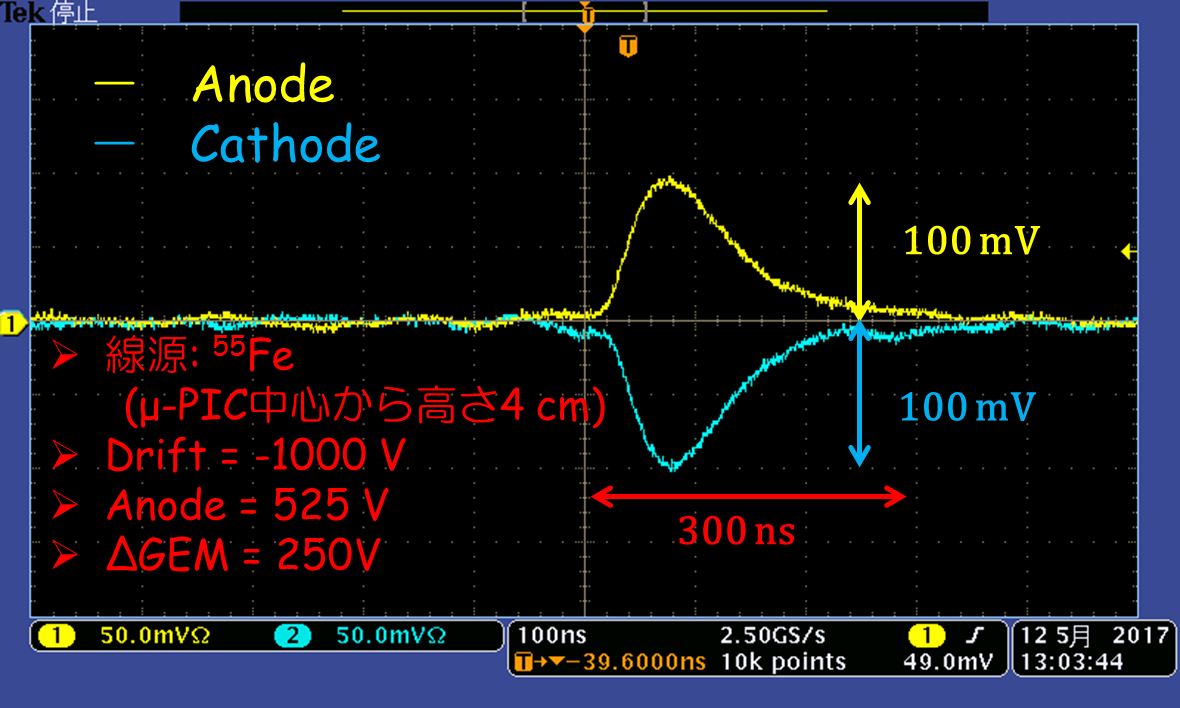 Tek 停止
T
T
Anode
Cathode
100 mV
1
➢ 線源: ⁵⁵Fe
(μ-PIC中心から高さ4 cm)
100 mV
➢ Drift = -1000 V
➢ Anode = 525 V
300 ns
➢ ΔGEM = 250V
1 50.0mVΩ 2 50.0mVΩ
100ns 2.50GS/s 1
T→▼−39.6000ns 10k points 49.0mV
12 5月 2017
13:03:44